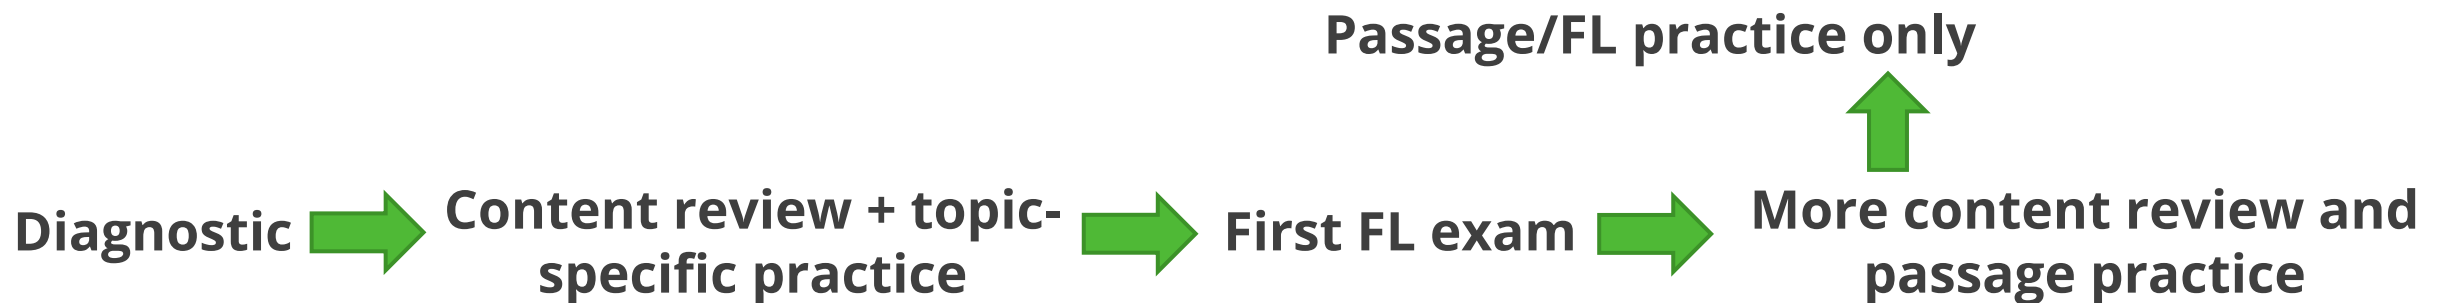 Passage/FL practice only
Diagnostic
Content review + topic-
specific practice
First FL exam
More content review and
passage practice